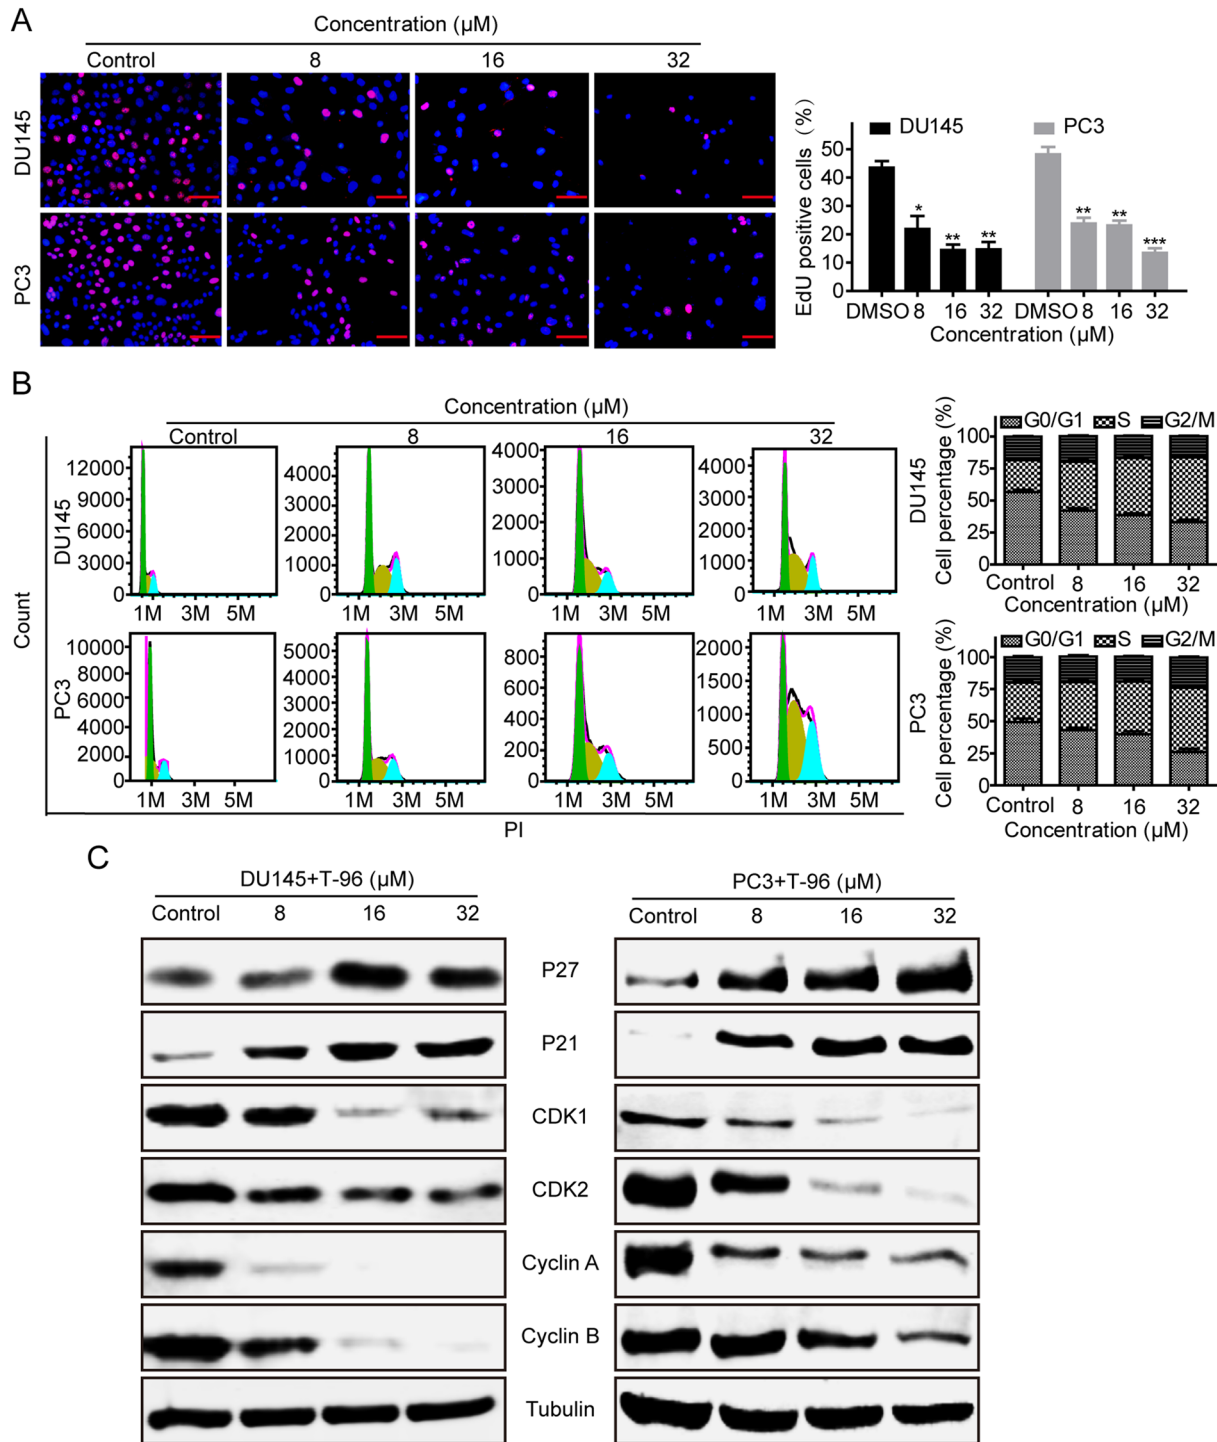 A
Concentration (μM)
Control 8 16 32
DU145
PC3
EdU positive cells (%)
DU145 PC3
50
40
30
20
10
0
DMSO 8 16 32 DMSO 8 16 32
* ** ** ** ** ***
Concentration (μM)
B
Concentration (μM)
Control 8 16 32
Count
DU145
12000
9000
6000
3000
0
1M 3M 5M
4000
3000
2000
1000
0
1M 3M 5M
4000
3000
2000
1000
0
1M 3M 5M
4000
3000
2000
1000
0
1M 3M 5M
PC3
10000
8000
6000
4000
2000
0
1M 3M 5M
5000
4000
3000
2000
1000
0
1M 3M 5M
800
600
400
200
0
1M 3M 5M
2000
1500
1000
500
0
1M 3M 5M
PI
DU145
Cell percentage (%)
G0/G1 S G2/M
100
75
50
25
0
Control 8 16 32
Concentration (μM)
PC3
Cell percentage (%)
G0/G1 S G2/M
100
75
50
25
0
Control 8 16 32
Concentration (μM)
C
DU145+T-96 (μM) PC3+T-96 (μM)
Control 8 16 32 Control 8 16 32
P27
P21
CDK1
CDK2
Cyclin A
Cyclin B
Tubulin